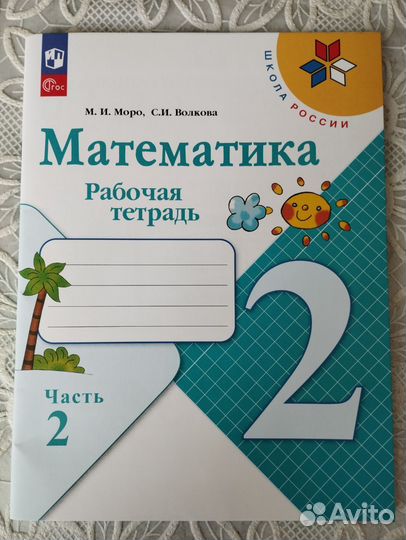 ФГОС
ШКОЛА РОССИИ
М. И. Моро, С.И. Волкова
Математика
Рабочая
тетрадь
2
Часть
2
Avito